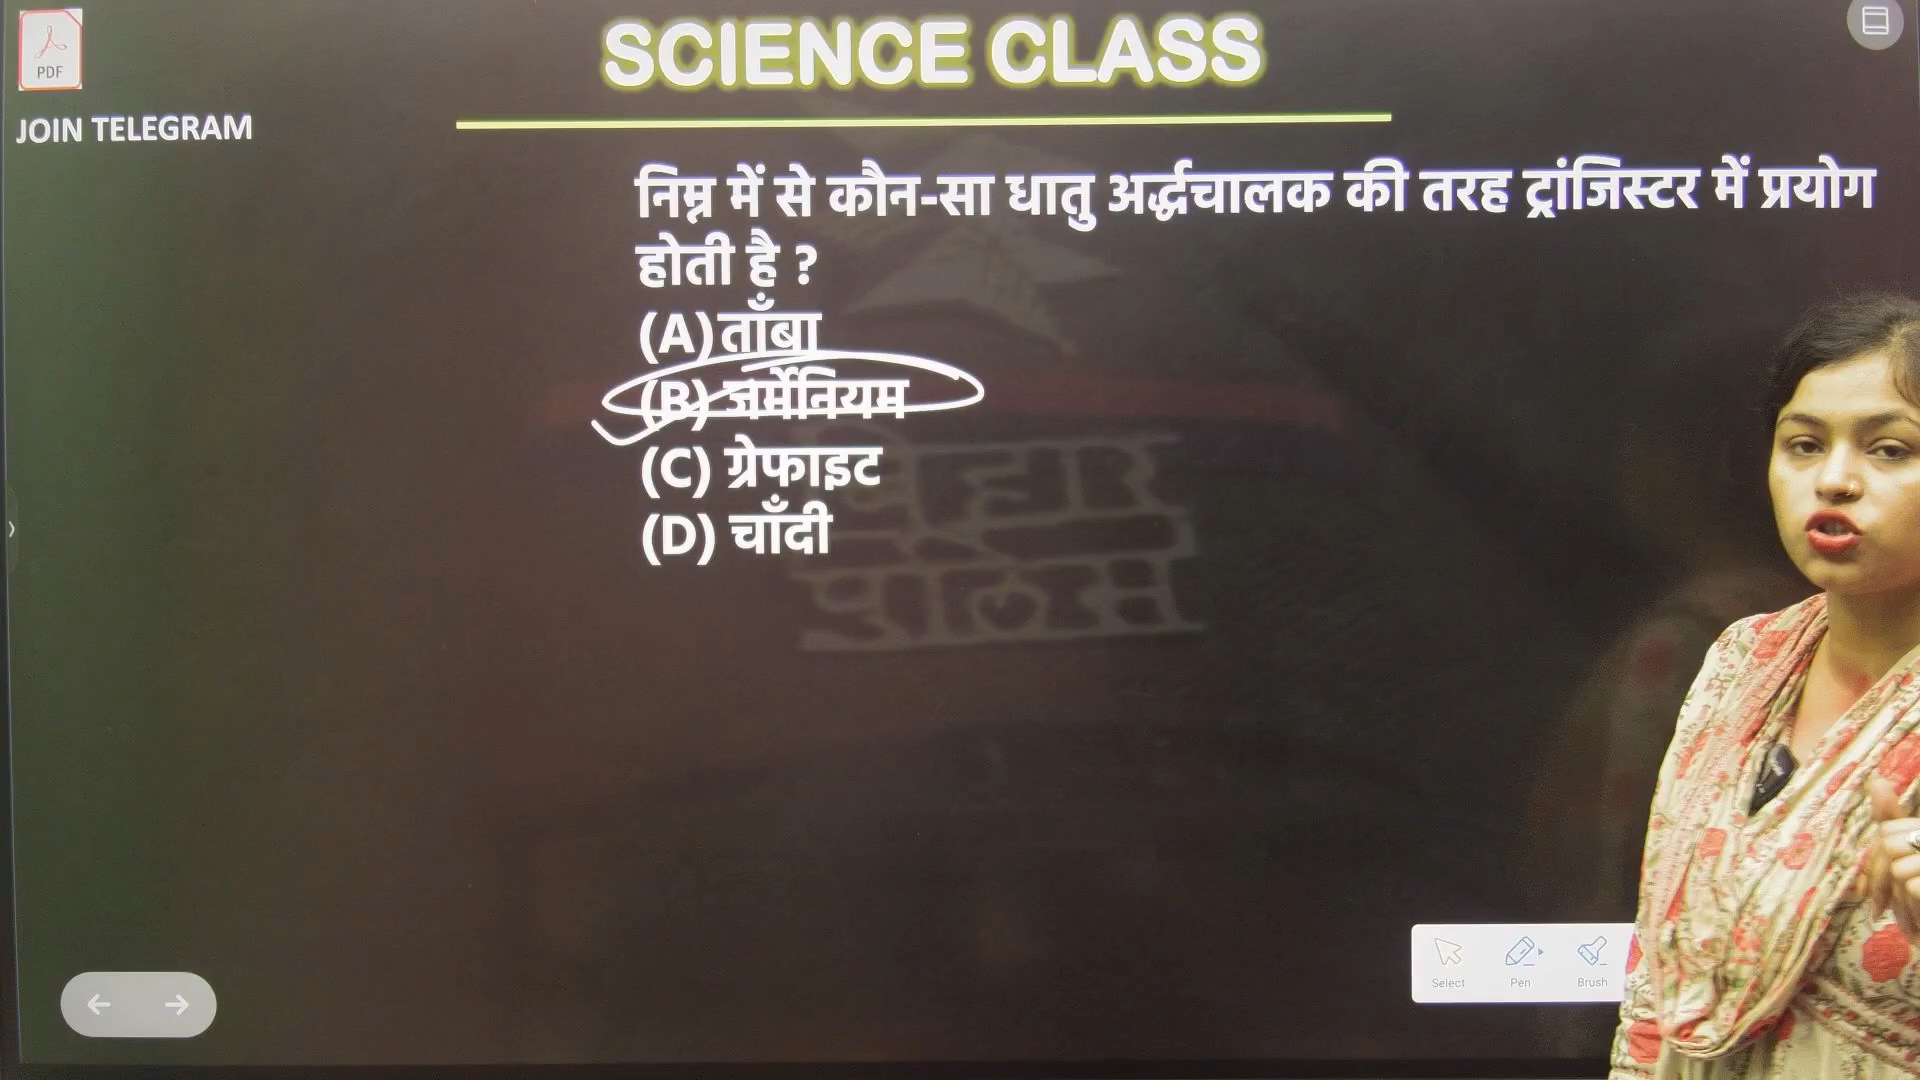 PDF
SCIENCE CLASS
JOIN TELEGRAM
निम्न में से कौन-सा धातु अर्द्धचालक की तरह ट्रांजिस्टर में प्रयोग
होती है ?
(A) ताँबा
(B) जर्मेनियम
(C) ग्रेफाइट
(D) चाँदी
बिहार
पुलिस
Select Pen Brush